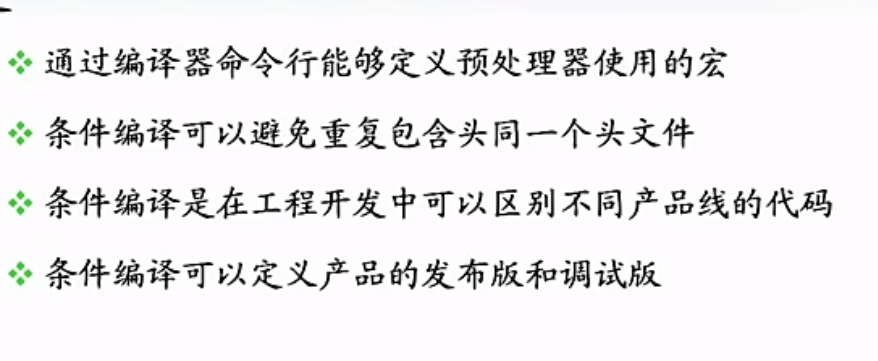 通过编译器命令行能够定义预处理器使用的宏
条件编译可以避免重复包含头同一个头文件
条件编译是在工程开发中可以区别不同产品线的代码
条件编译可以定义产品的发布版和调试版